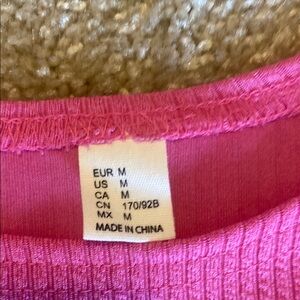 EUR M
US M
CA M
CN 170/92B
MX M
MADE IN CHINA